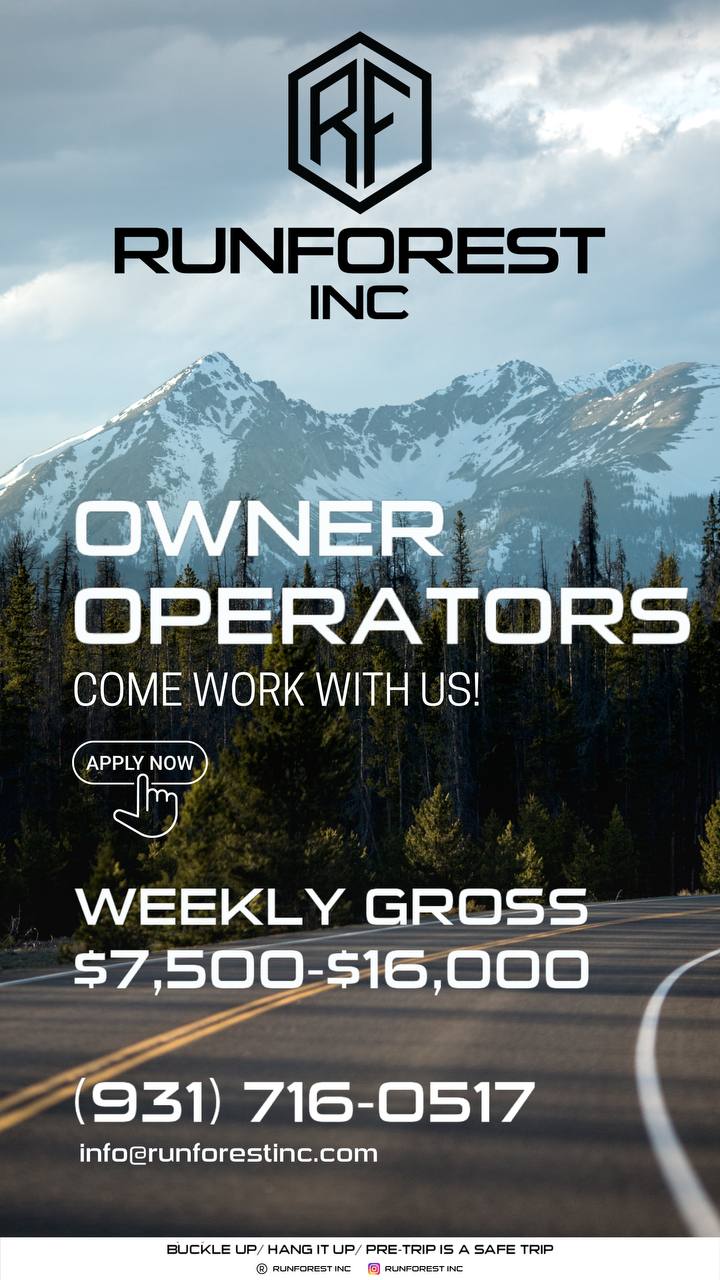 RF
RUNFOREST
INC
OWNER
OPERATORS
COME WORK WITH US!
APPLY NOW
WEEKLY GROSS
$7,500-$16,000
(931) 716-0517
info@runforestinc.com
BUCKLE UP/ HANG IT UP/ PRE-TRIP IS A SAFE TRIP
® RUNFOREST INC RUNFOREST INC